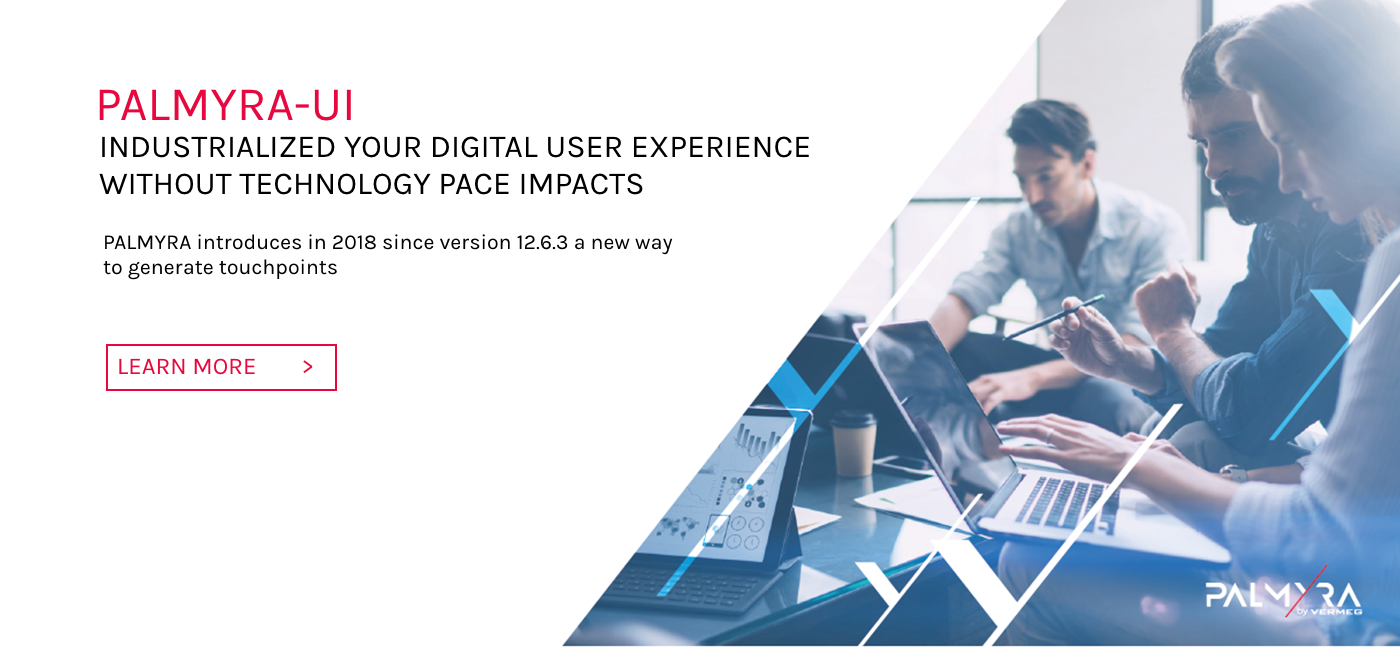 PALMYRA-UI
INDUSTRIALIZED YOUR DIGITAL USER EXPERIENCE
WITHOUT TECHNOLOGY PACE IMPACTS
PALMYRA introduces in 2018 since version 12.6.3 a new way
to generate touchpoints
LEARN MORE >
PALMYRA
by VERMEG